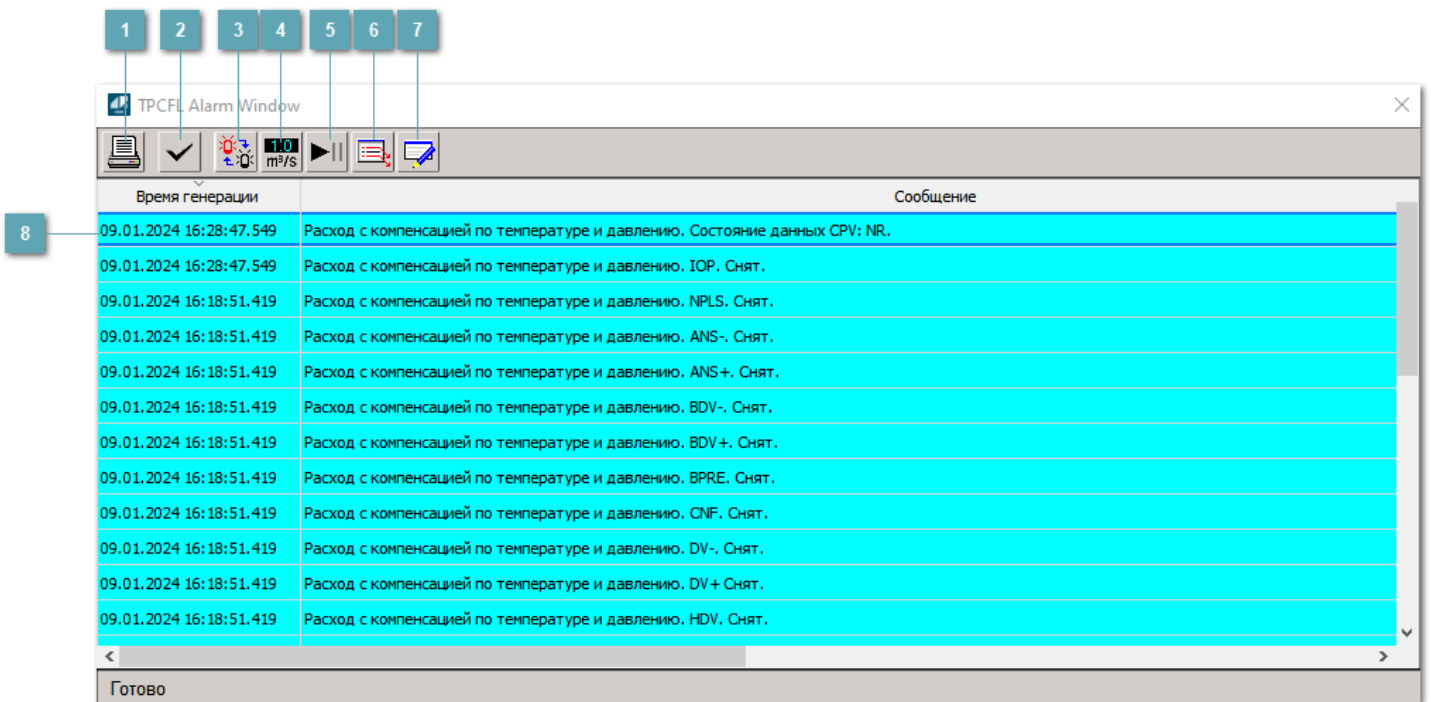 1 2 3 4 5 6 7
TPCFL Alarm Window
1.0
m³/s
Время генерации Сообщение
8
09.01.2024 16:28:47.549 Расход с компенсацией по температуре и давлению. Состояние данных CPV: NR.
09.01.2024 16:28:47.549 Расход с компенсацией по температуре и давлению. IOP. Снят.
09.01.2024 16:18:51.419 Расход с компенсацией по температуре и давлению. NPLS. Снят.
09.01.2024 16:18:51.419 Расход с компенсацией по температуре и давлению. ANS-. Снят.
09.01.2024 16:18:51.419 Расход с компенсацией по температуре и давлению. ANS+. Снят.
09.01.2024 16:18:51.419 Расход с компенсацией по температуре и давлению. BDV-. Снят.
09.01.2024 16:18:51.419 Расход с компенсацией по температуре и давлению. BDV+. Снят.
09.01.2024 16:18:51.419 Расход с компенсацией по температуре и давлению. BPRE. Снят.
09.01.2024 16:18:51.419 Расход с компенсацией по температуре и давлению. CNF. Снят.
09.01.2024 16:18:51.419 Расход с компенсацией по температуре и давлению. DV-. Снят.
09.01.2024 16:18:51.419 Расход с компенсацией по температуре и давлению. DV+ Снят.
09.01.2024 16:18:51.419 Расход с компенсацией по температуре и давлению. HDV. Снят.
Готово